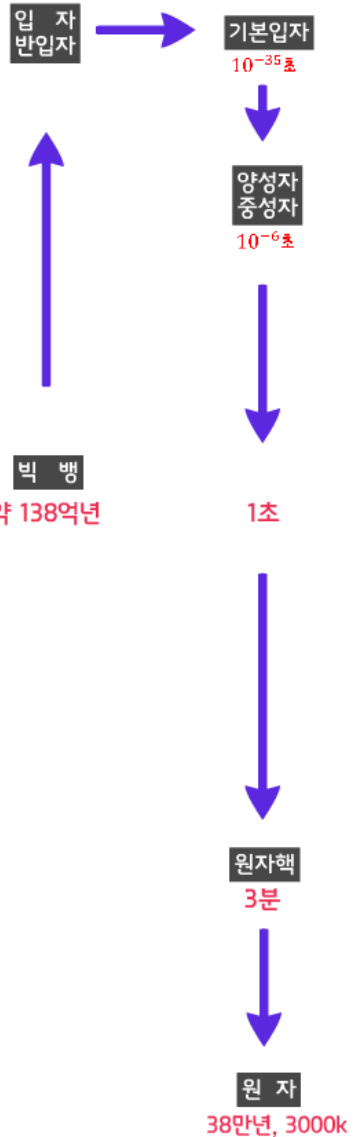 입 자
반입자
기본입자
10⁻³⁵초
양성자
중성자
10⁻⁶초
빅 뱅
약 138억년
1초
원자핵
3분
원 자
38만년, 3000k